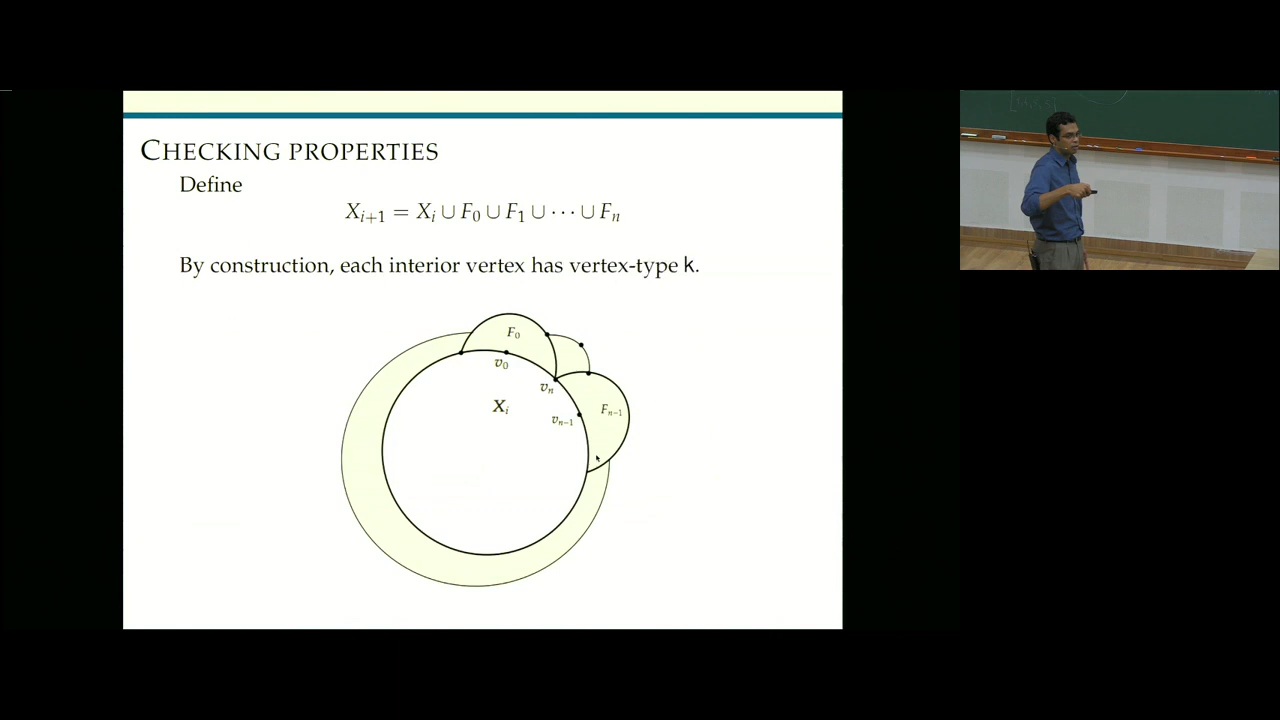 CHECKING PROPERTIES
Define
X_{i+1} = X_i ∪ F_0 ∪ F_1 ∪ ⋯ ∪ F_n
By construction, each interior vertex has vertex-type k.
F_0
v_0
v_n
X_i
F_{n−1}
v_{n−1}